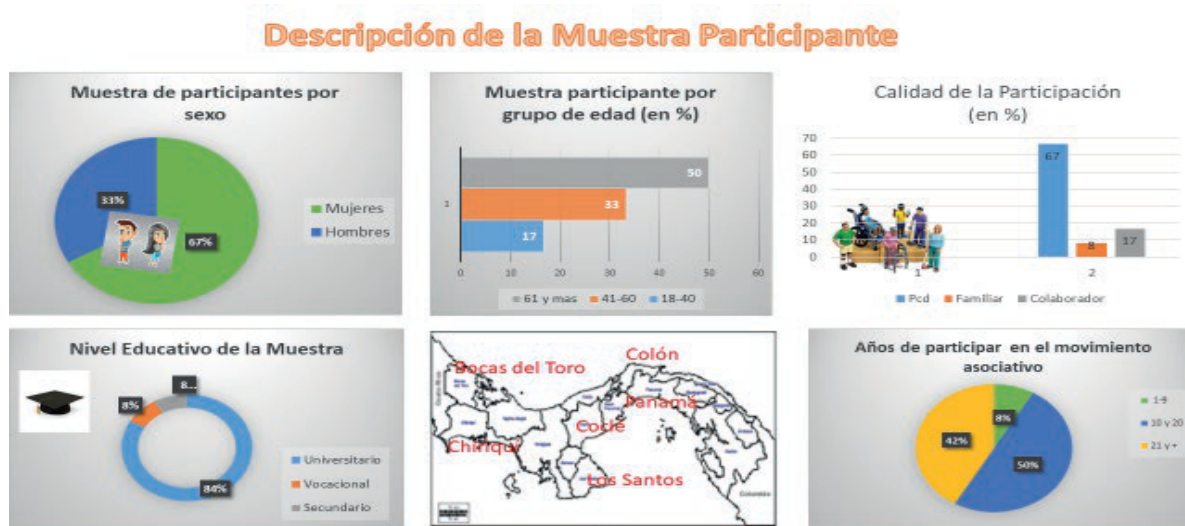 Descripción de la Muestra Participante
Muestra de participantes por
sexo
33%
67%
Mujeres
Hombres
Muestra participante por
grupo de edad (en %)
50
33
17
1
0 10 20 30 40 50 60
61 y mas 41-60 18-40
Calidad de la Participación
(en %)
70
60
50
40
30
20
10
0
67
8
17
1 2
Pcd Familiar Colaborador
Nivel Educativo de la Muestra
8...
8%
84%
Universitario
Vocacional
Secundario
Colón
Bocas del Toro
Panamá
Coclé
Chiriquí
Los Santos
Colombia
Años de participar en el movimiento
asociativo
8%
42%
50%
1-9
10 y 20
21 y +